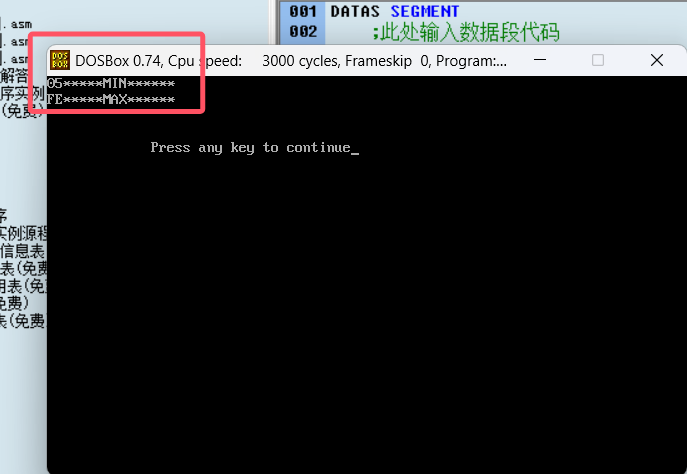 ].asm
].asm
].asm
解答
序实例
(免费)
序
实例源程
信息表
表(免费
用表(免
免费)
表(免费
001 DATAS SEGMENT
002 ;此处输入数据段代码
DOSBox 0.74, Cpu speed: 3000 cycles, Frameskip 0, Program:...
05*****MIN******
FE*****MAX******
Press any key to continue_